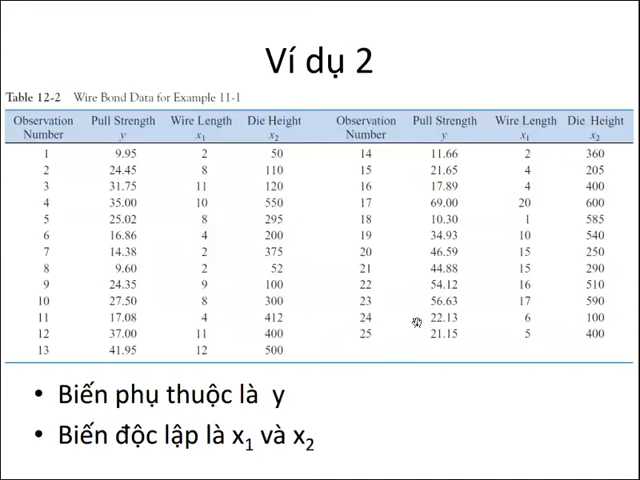 Ví dụ 2
Table 12-2 Wire Bond Data for Example 11-1
Observation Pull Strength Wire Length Die Height Observation Pull Strength Wire Length Die Height
Number y x₁ x₂ Number y x₁ x₂
1 9.95 2 50 14 11.66 2 360
2 24.45 8 110 15 21.65 4 205
3 31.75 11 120 16 17.89 4 400
4 35.00 10 550 17 69.00 20 600
5 25.02 8 295 18 10.30 1 585
6 16.86 4 200 19 34.93 10 540
7 14.38 2 375 20 46.59 15 250
8 9.60 2 52 21 44.88 15 290
9 24.35 9 100 22 54.12 16 510
10 27.50 8 300 23 56.63 17 590
11 17.08 4 412 24 22.13 6 100
12 37.00 11 400 25 21.15 5 400
13 41.95 12 500
• Biến phụ thuộc là y
• Biến độc lập là x₁ và x₂